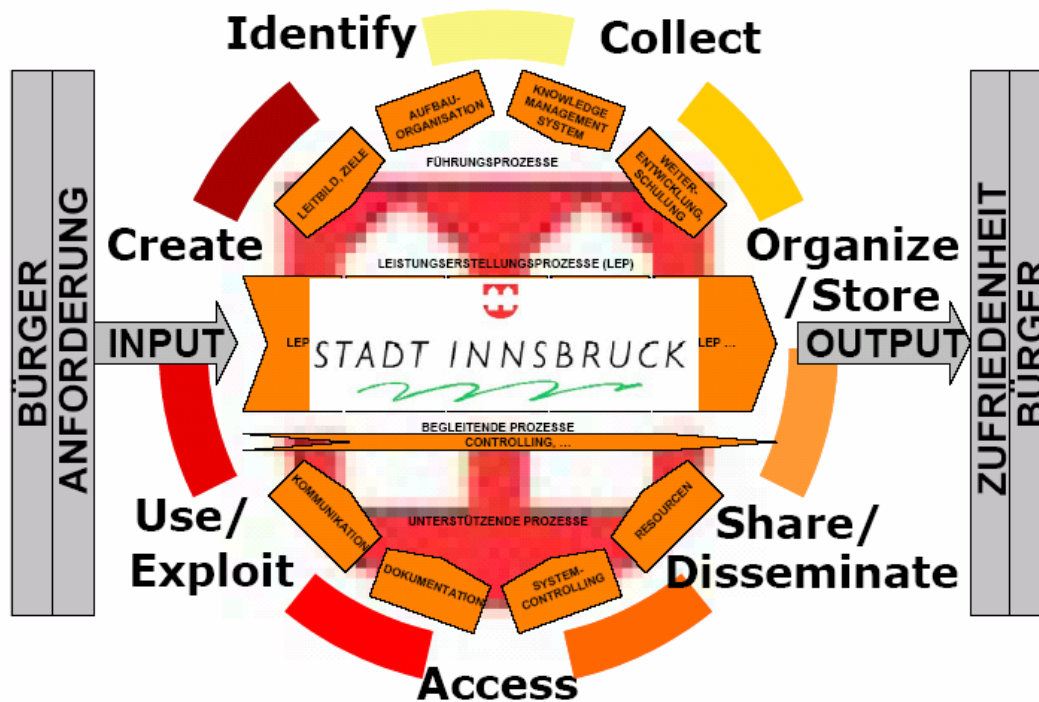 Identify
Collect
BÜRGER
ANFORDERUNG
AUFBAU-
ORGANISATION
KNOWLEDGE
MANAGEMENT
SYSTEM
LEITBILD, ZIELE
FÜHRUNGSPROZESSE
WEITER-
ENTWICKLUNG,
SCHULUNG
Create
Organize
/Store
LEISTUNGSERSTELLUNGSPROZESSE (LEP)
INPUT
LEP
STADT INNSBRUCK
LEP ...
OUTPUT
ZUFRIEDENHEIT
BÜRGER
BEGLEITENDE PROZESSE
CONTROLLING, ...
KOMMUNIKATION
UNTERSTÜTZENDE PROZESSE
RESOURCEN
Use/
Exploit
Share/
Disseminate
DOKUMENTATION
SYSTEM-
CONTROLLING
Access